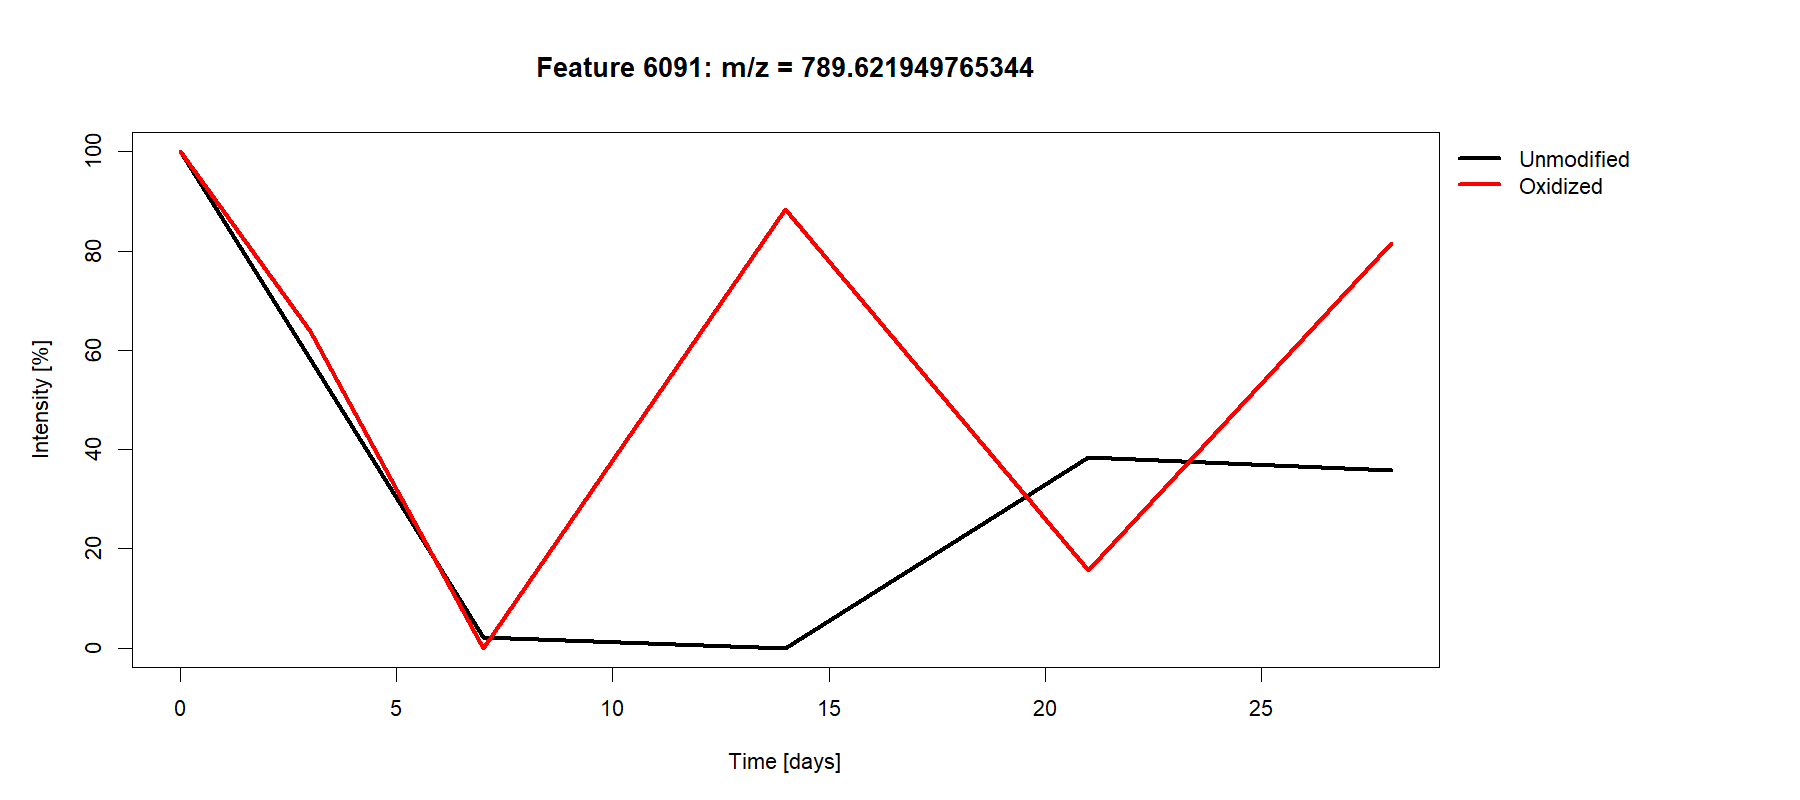 Feature 6091: m/z = 789.621949765344
Unmodified
Oxidized
Intensity [%]
100
80
60
40
20
0
0 5 10 15 20 25
Time [days]